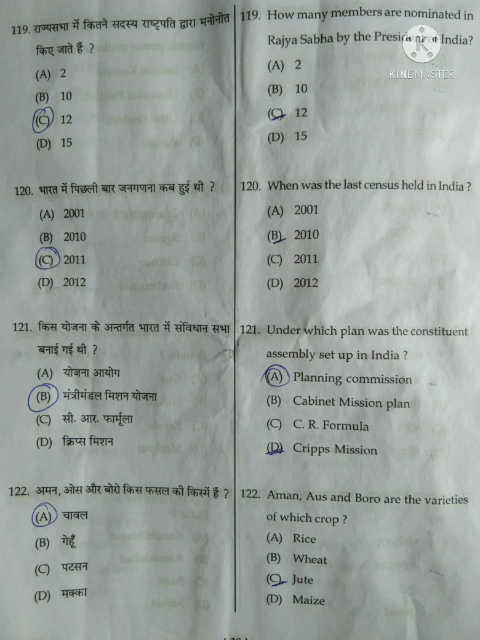 119. राज्यसभा में कितने सदस्य राष्ट्रपति द्वारा मनोनीत
किए जाते हैं ?
(A) 2
(B) 10
(C) 12
(D) 15
120. भारत में पिछली बार जनगणना कब हुई थी ?
(A) 2001
(B) 2010
(C) 2011
(D) 2012
121. किस योजना के अन्तर्गत भारत में संविधान सभा
बनाई गई थी ?
(A) योजना आयोग
(B) मंत्रीमंडल मिशन योजना
(C) सी. आर. फार्मूला
(D) क्रिप्स मिशन
122. अमन, ओस और बोरो किस फसल की किस्में हैं ?
(A) चावल
(B) गेहूँ
(C) पटसन
(D) मक्का
119. How many members are nominated in
Rajya Sabha by the President of India?
(A) 2
(B) 10
(C) 12
(D) 15
120. When was the last census held in India ?
(A) 2001
(B) 2010
(C) 2011
(D) 2012
121. Under which plan was the constituent
assembly set up in India ?
(A) Planning commission
(B) Cabinet Mission plan
(C) C. R. Formula
(D) Cripps Mission
122. Aman, Aus and Boro are the varieties
of which crop ?
(A) Rice
(B) Wheat
(C) Jute
(D) Maize
KINEMASTER